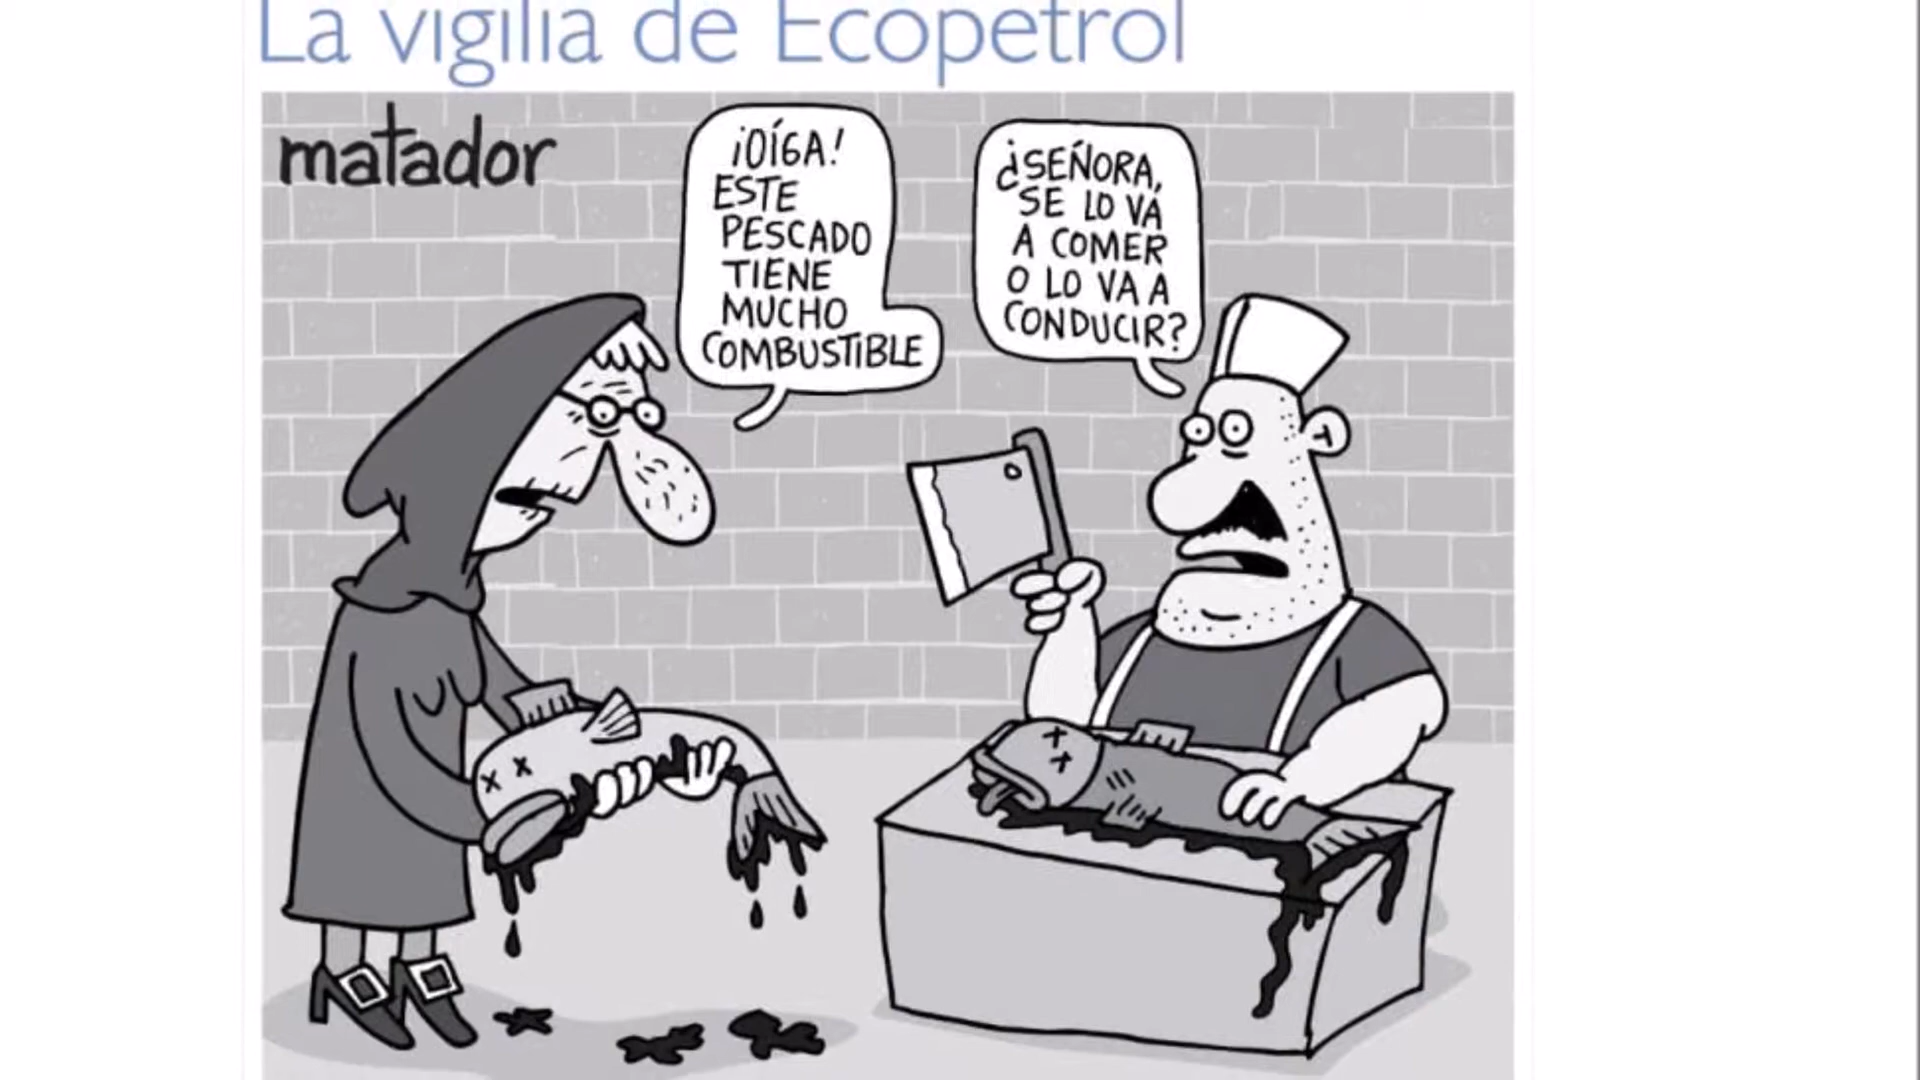 La vigilia de Ecopetrol
matador
¡OÍGA!
ESTE
PESCADO
TIENE
MUCHO
COMBUSTIBLE
¿SEÑORA,
SE LO VA
A COMER
O LO VA A
CONDUCIR?